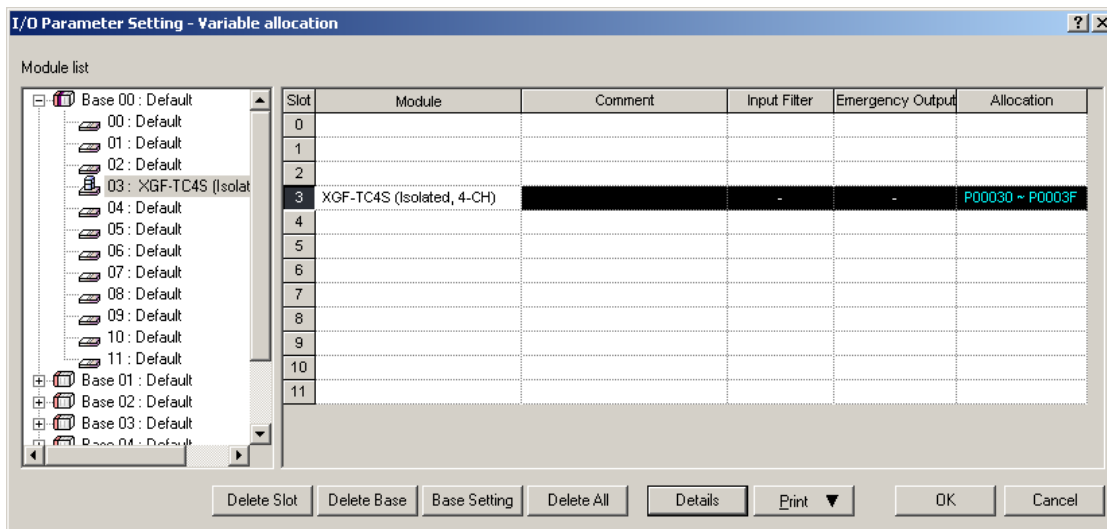 I/O Parameter Setting - Variable allocation
Module list
Base 00 : Default
00 : Default
01 : Default
02 : Default
03 : XGF-TC4S (Isolat
04 : Default
05 : Default
06 : Default
07 : Default
08 : Default
09 : Default
10 : Default
11 : Default
Base 01 : Default
Base 02 : Default
Base 03 : Default
Base 04 : Default
Slot Module Comment Input Filter Emergency Output Allocation
0
1
2
3 XGF-TC4S (Isolated, 4-CH) - - P00030 ~ P0003F
4
5
6
7
8
9
10
11
Delete Slot Delete Base Base Setting Delete All Details Print ▼ OK Cancel